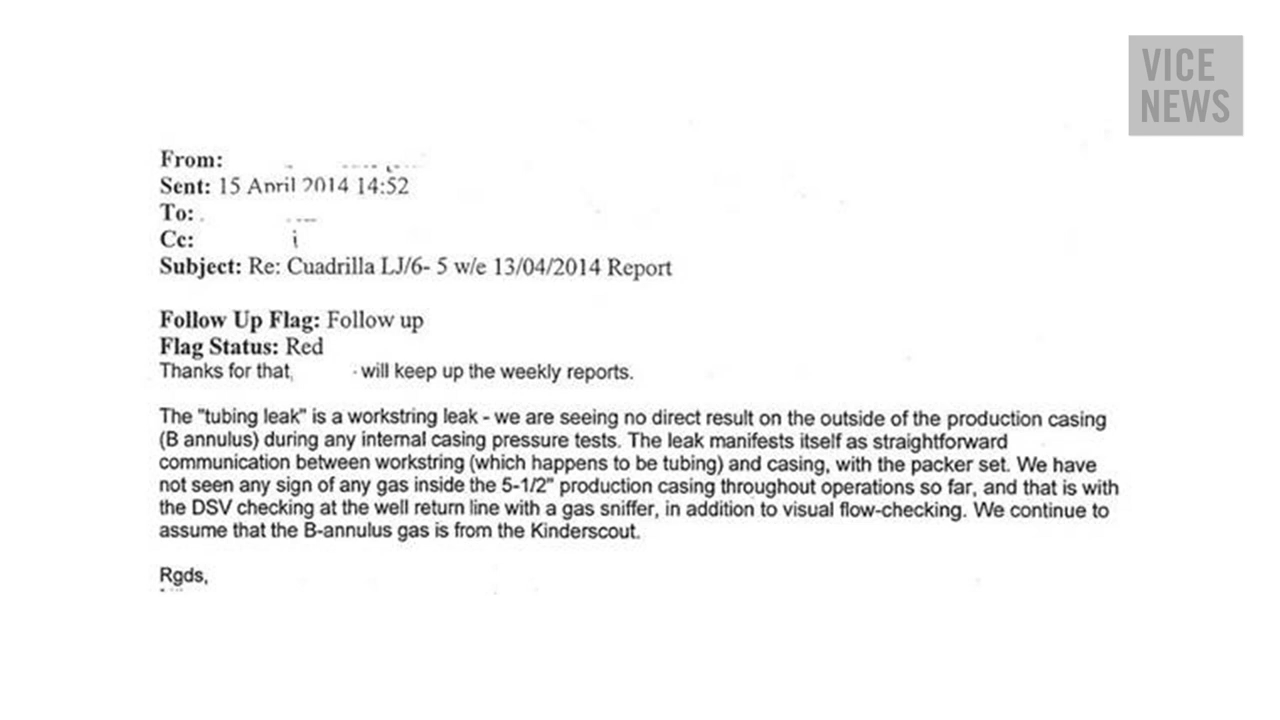 VICE
NEWS
From:
Sent: 15 April 2014 14:52
To:
Cc:
Subject: Re: Cuadrilla LJ/6- 5 w/e 13/04/2014 Report
Follow Up Flag: Follow up
Flag Status: Red
Thanks for that, will keep up the weekly reports.
The "tubing leak" is a workstring leak - we are seeing no direct result on the outside of the production casing
(B annulus) during any internal casing pressure tests. The leak manifests itself as straightforward
communication between workstring (which happens to be tubing) and casing, with the packer set. We have
not seen any sign of any gas inside the 5-1/2" production casing throughout operations so far, and that is with
the DSV checking at the well return line with a gas sniffer, in addition to visual flow-checking. We continue to
assume that the B-annulus gas is from the Kinderscout.
Rgds,